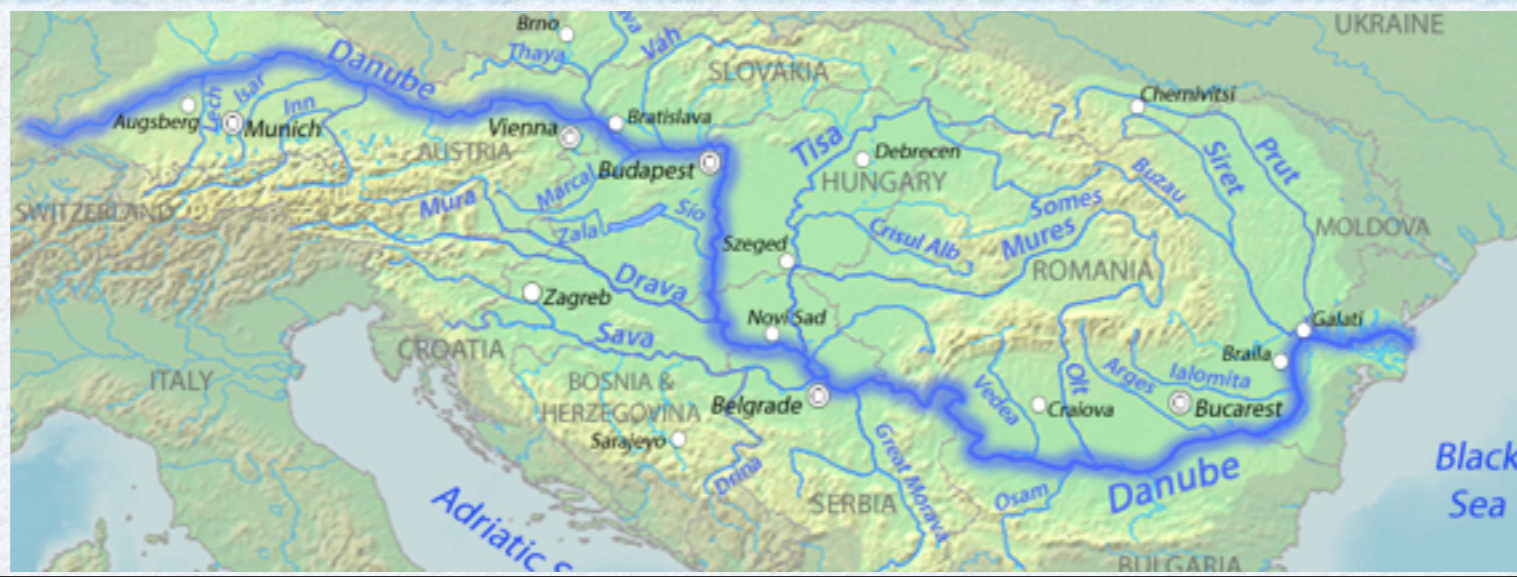 Brno
UKRAINE
Thaya
Váh
Danube
SLOVAKIA
Chernivitsi
Lech
Isar
Inn
Augsberg
Munich
Vienna
Bratislava
Tisa
Debrecen
Siret
Prut
AUSTRIA
Budapest
HUNGARY
Buzau
SWITZERLAND
Mura
Marcal
Sio
Somes
MOLDOVA
Zalal
Szeged
Crisul Alb
Mures
ROMANIA
Drava
Zagreb
Novi Sad
Galati
Sava
CROATIA
Braila
ITALY
BOSNIA &
HERZEGOVINA
Belgrade
Vedea
Olt
Arges
Ialomita
Craiova
Bucarest
Sarajeyo
Drina
Great Morava
Black
Sea
Adriatic S
SERBIA
Osam
Danube
BULGARIA